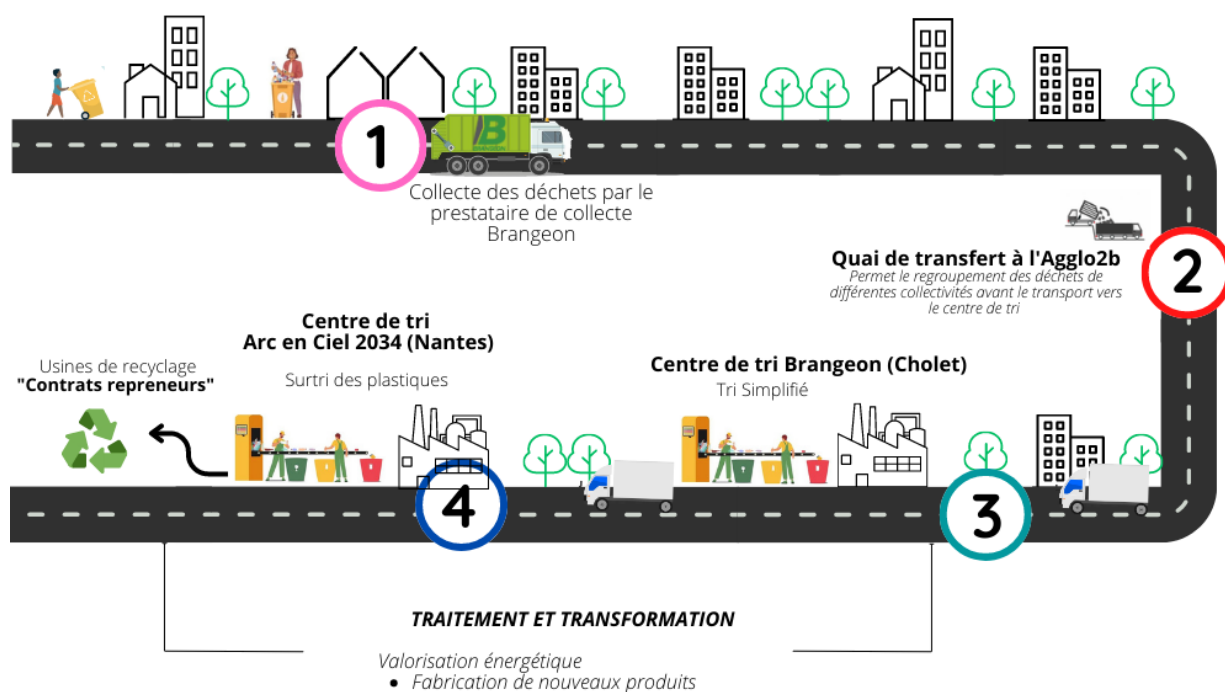 1
B
BRANGEON
Collecte des déchets par le
prestataire de collecte
Brangeon
2
Quai de transfert à l'Agglo2b
Permet le regroupement des déchets de
différentes collectivités avant le transport vers
le centre de tri
Centre de tri
Arc en Ciel 2034 (Nantes)
Surtri des plastiques
Usines de recyclage
"Contrats repreneurs"
Centre de tri Brangeon (Cholet)
Tri Simplifié
4
3
TRAITEMENT ET TRANSFORMATION
Valorisation énergétique
• Fabrication de nouveaux produits